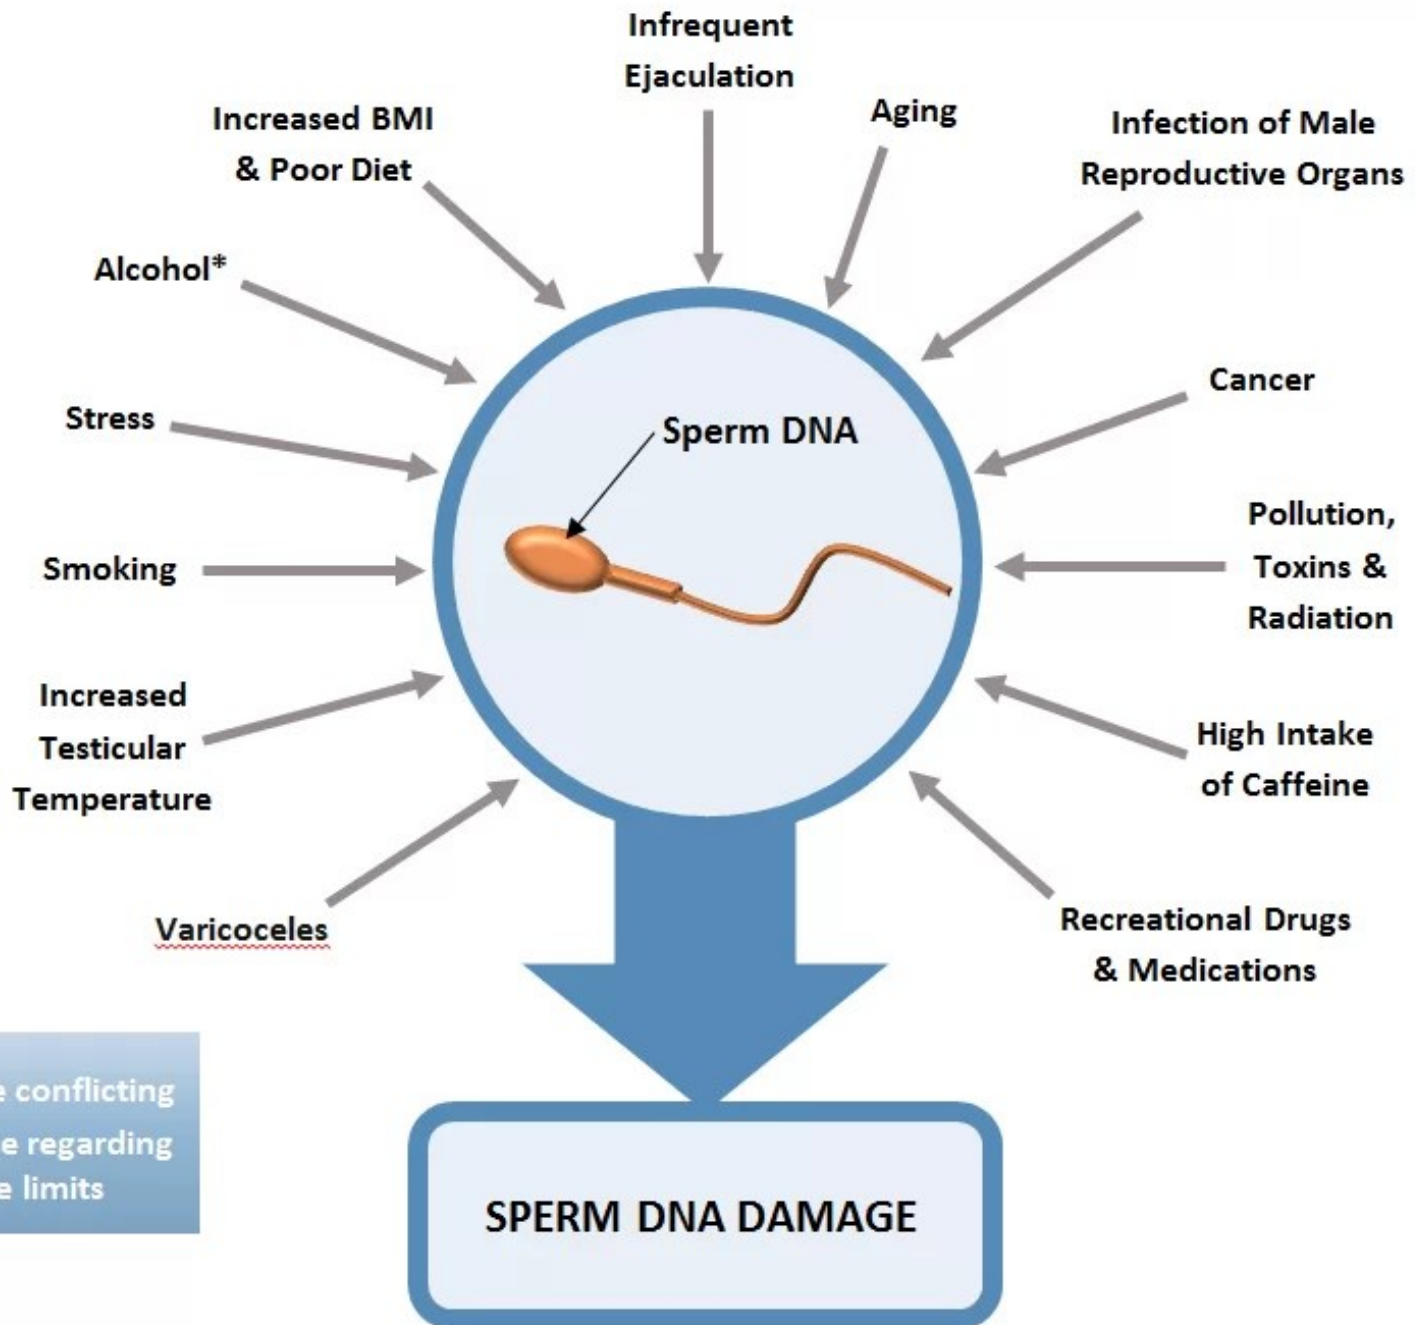 Infrequent
Ejaculation
Aging
Increased BMI
& Poor Diet
Infection of Male
Reproductive Organs
Alcohol*
Cancer
Stress
Sperm DNA
Pollution,
Toxins &
Radiation
Smoking
Increased
Testicular
Temperature
High Intake
of Caffeine
Varicoceles
Recreational Drugs
& Medications
conflicting
regarding
limits
SPERM DNA DAMAGE